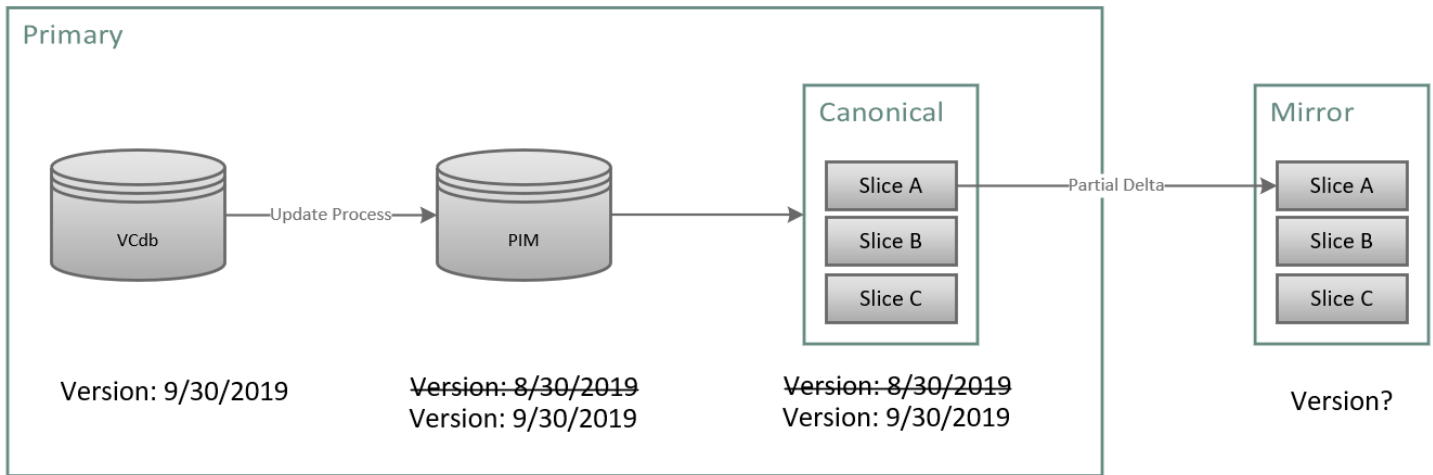 Primary
Canonical
Mirror
Slice A
Partial Delta
Slice A
VCdb
Update Process
PIM
Slice B
Slice B
Slice C
Slice C
Version: 9/30/2019
Version: 8/30/2019
Version: 9/30/2019
Version: 8/30/2019
Version: 9/30/2019
Version?